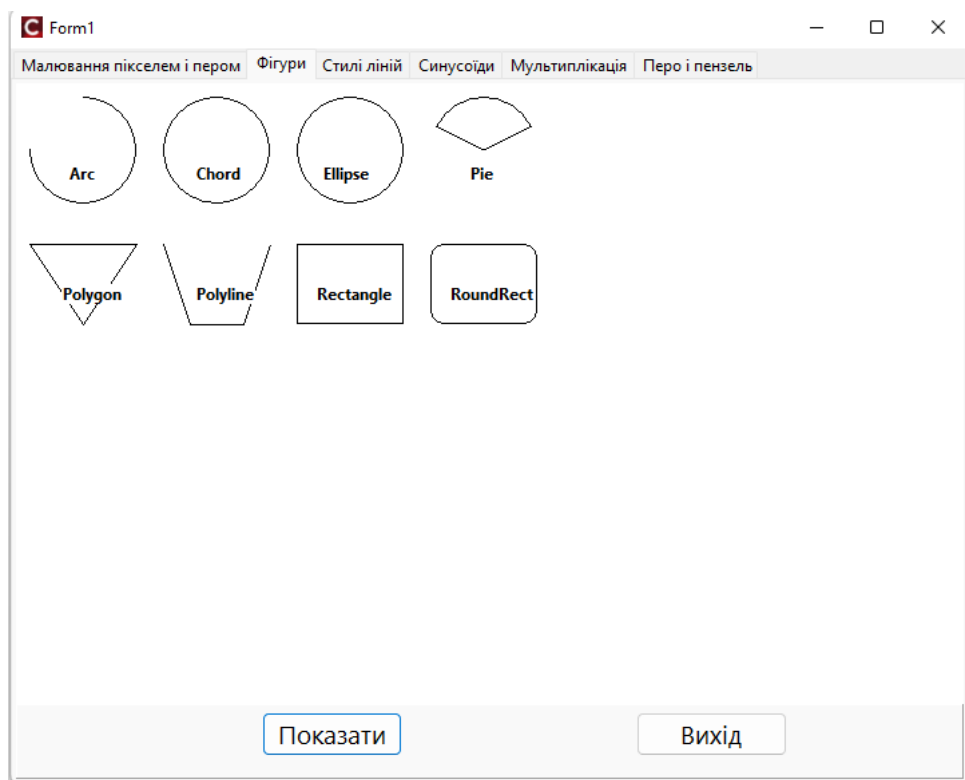 Form1
Малювання пікселем і пером Фігури Стилі ліній Синусоїди Мультиплікація Перо і пензель
Arc Chord Ellipse Pie
Polygon Polyline Rectangle RoundRect
Показати Вихід